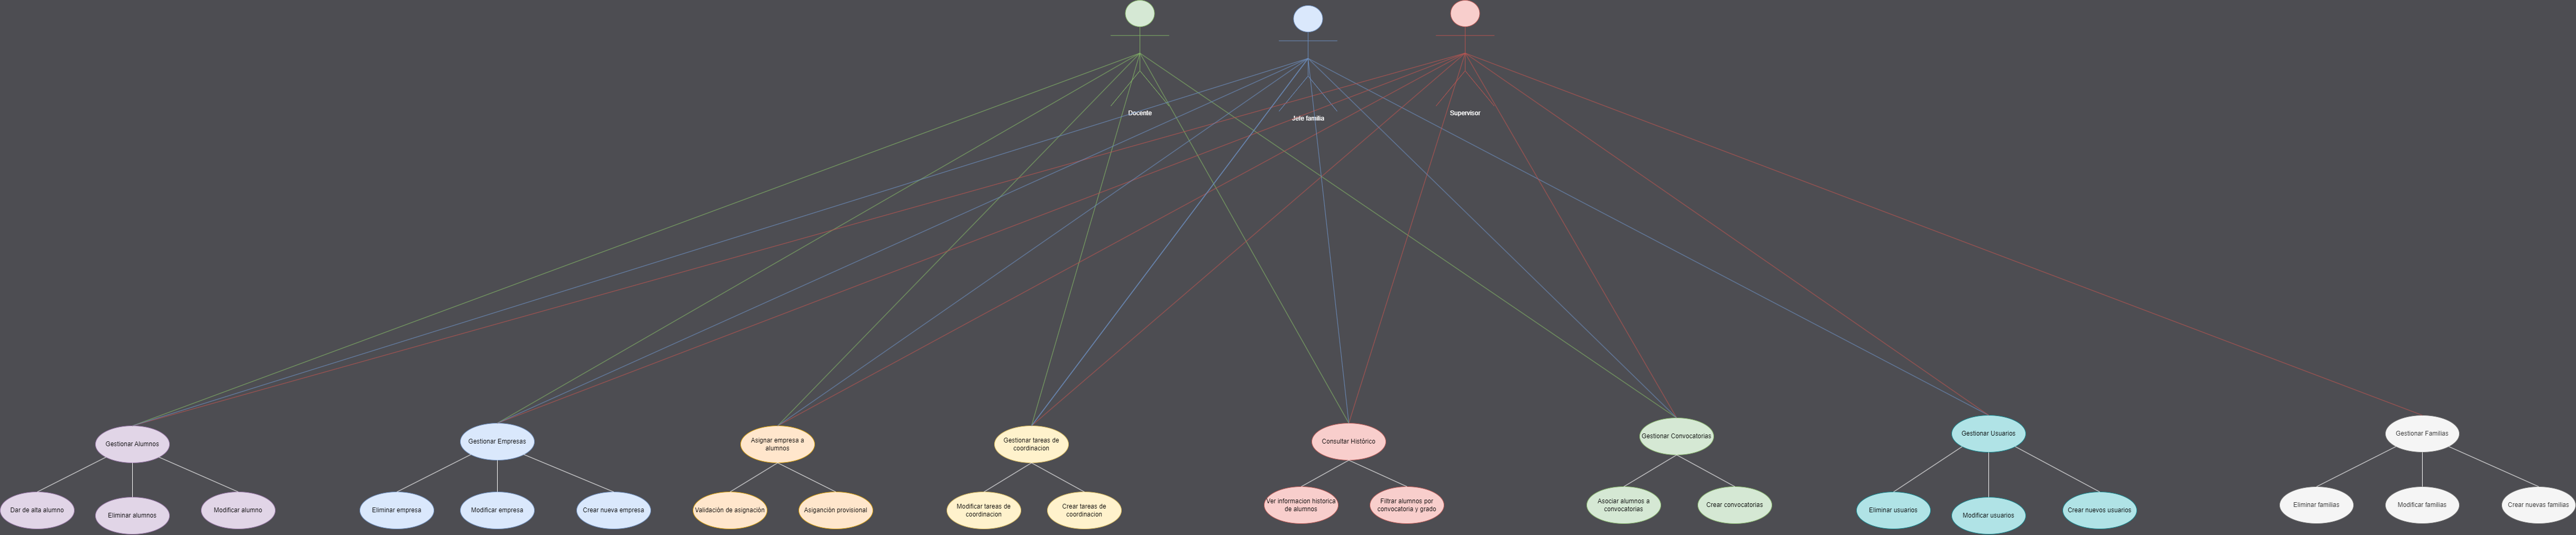 Docente
Jefe familia
Supervisor
Gestionar Alumnos
Gestionar Empresas
Asignar empresa a
alumnos
Gestionar tareas de
coordinacion
Consultar Histórico
Gestionar Convocatorias
Gestionar Usuarios
Gestionar Familias
Dar de alta alumno
Eliminar alumnos
Modificar alumno
Eliminar empresa
Modificar empresa
Crear nueva empresa
Validación de asignación
Asigación provisional
Modificar tareas de
coordinacion
Crear tareas de
coordinacion
Ver informacion historica
de alumnos
Filtrar alumnos por
convocatoria y grado
Asociar alumnos a
convocatorias
Crear convocatorias
Eliminar usuarios
Modificar usuarios
Crear nuevos usuarios
Eliminar familias
Modificar familias
Crear nuevas familias